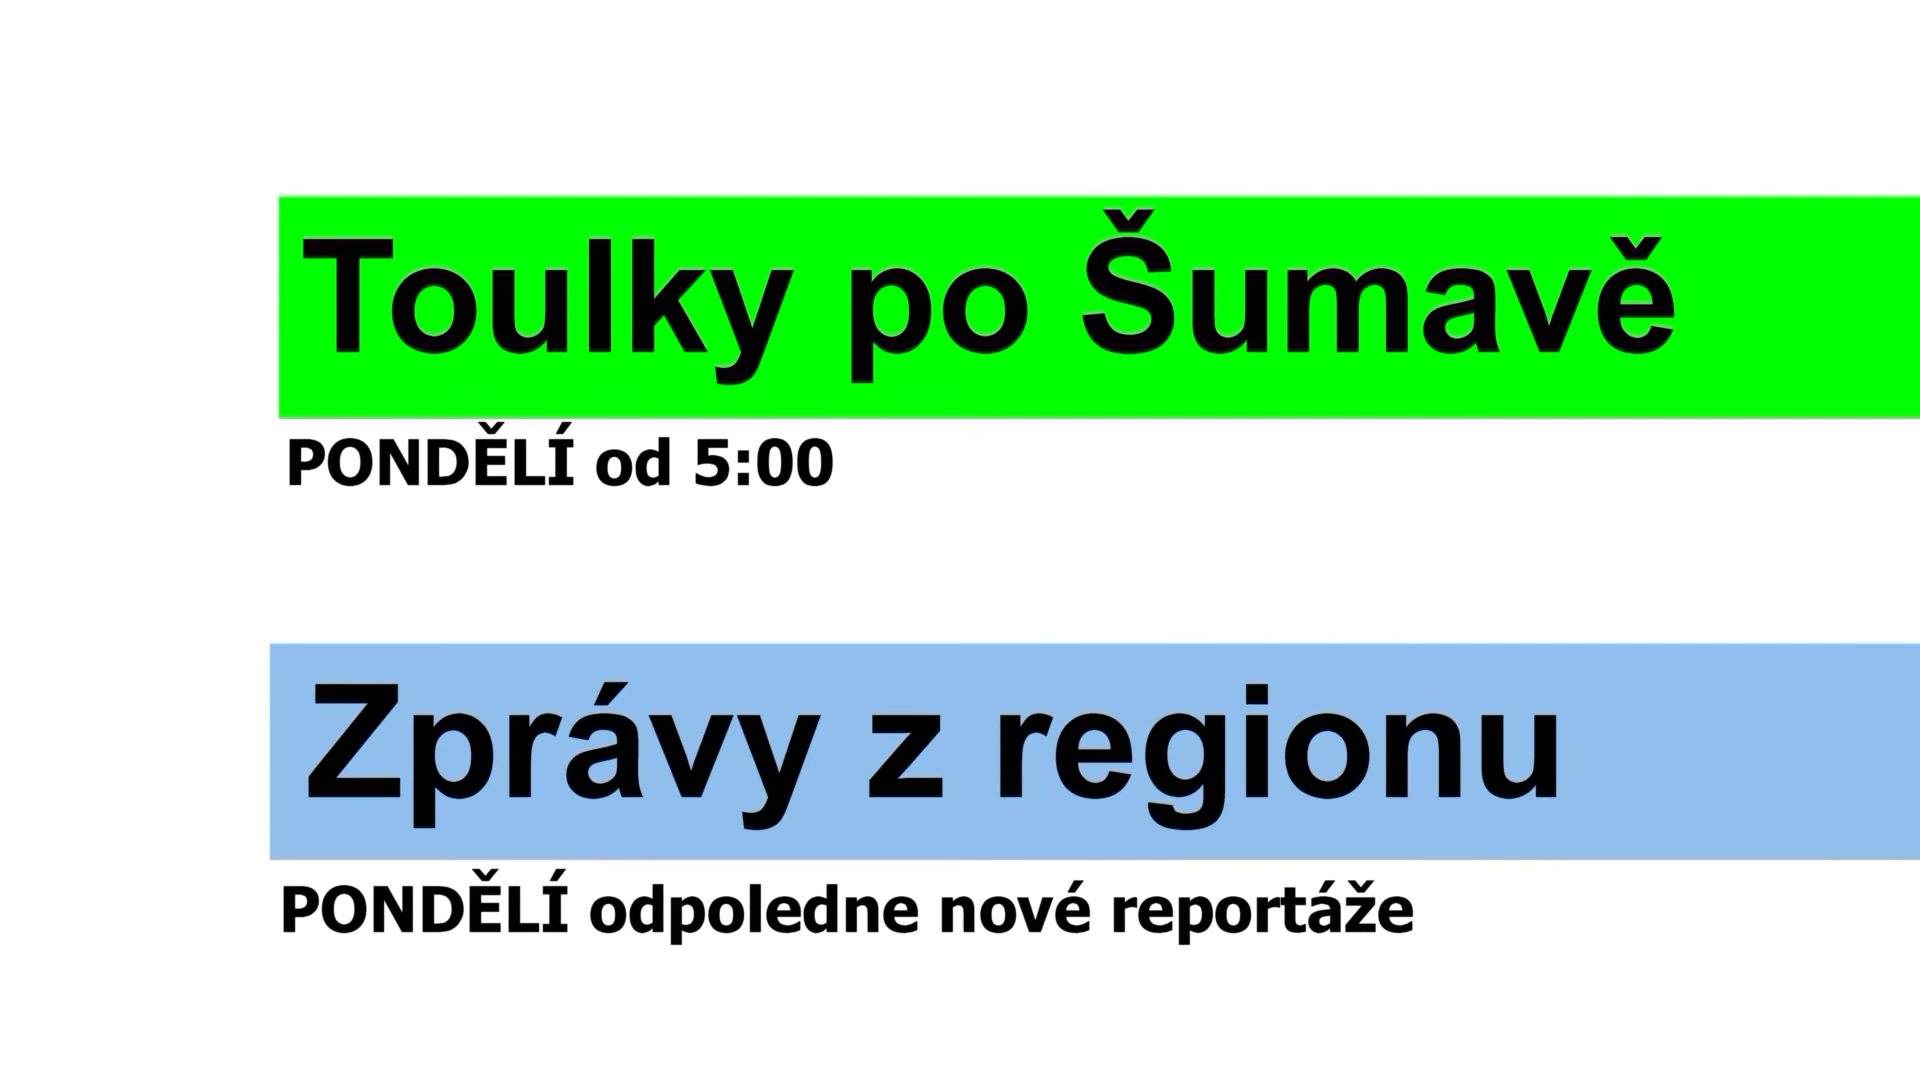 Toulky po Šumavě
PONDĚLÍ od 5:00
Zprávy z regionu
PONDĚLÍ odpoledne nové reportáže